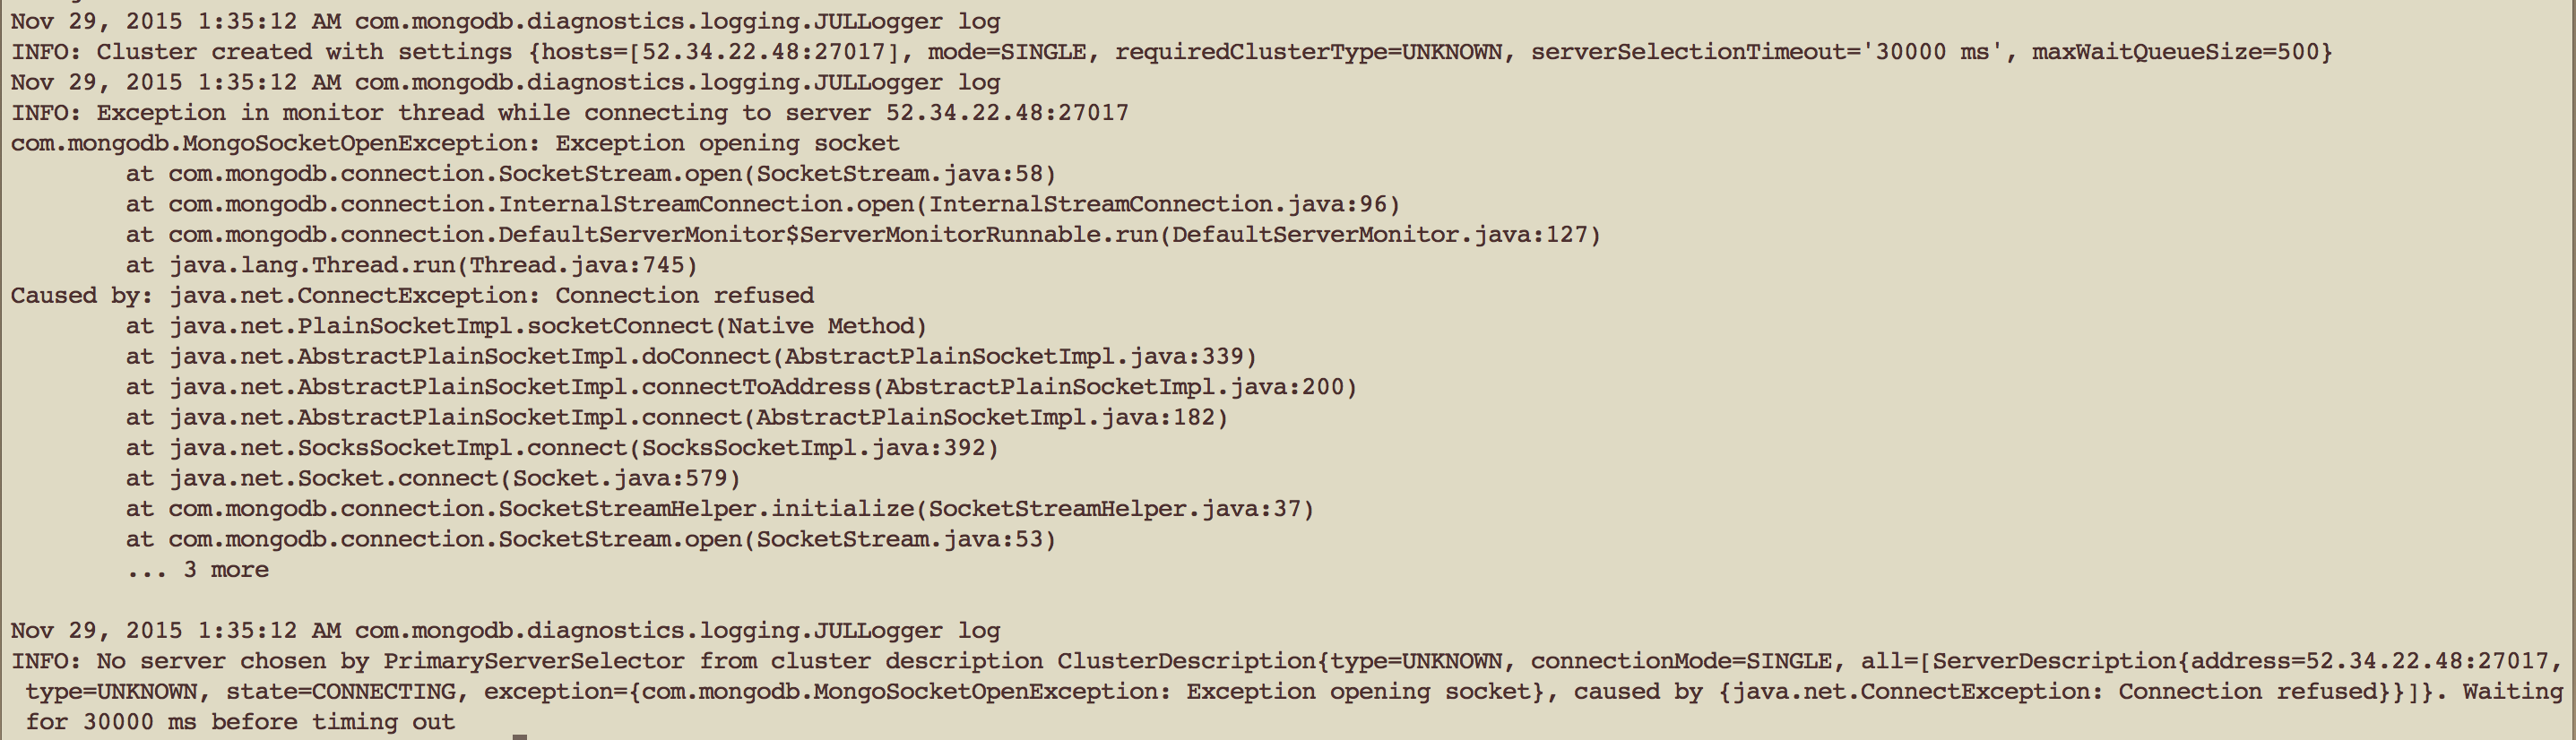 Nov 29, 2015 1:35:12 AM com.mongodb.diagnostics.logging.JULLogger log
INFO: Cluster created with settings {hosts=[52.34.22.48:27017], mode=SINGLE, requiredClusterType=UNKNOWN, serverSelectionTimeout='30000 ms', maxWaitQueueSize=500}
Nov 29, 2015 1:35:12 AM com.mongodb.diagnostics.logging.JULLogger log
INFO: Exception in monitor thread while connecting to server 52.34.22.48:27017
com.mongodb.MongoSocketOpenException: Exception opening socket
        at com.mongodb.connection.SocketStream.open(SocketStream.java:58)
        at com.mongodb.connection.InternalStreamConnection.open(InternalStreamConnection.java:96)
        at com.mongodb.connection.DefaultServerMonitor$ServerMonitorRunnable.run(DefaultServerMonitor.java:127)
        at java.lang.Thread.run(Thread.java:745)
Caused by: java.net.ConnectException: Connection refused
        at java.net.PlainSocketImpl.socketConnect(Native Method)
        at java.net.AbstractPlainSocketImpl.doConnect(AbstractPlainSocketImpl.java:339)
        at java.net.AbstractPlainSocketImpl.connectToAddress(AbstractPlainSocketImpl.java:200)
        at java.net.AbstractPlainSocketImpl.connect(AbstractPlainSocketImpl.java:182)
        at java.net.SocksSocketImpl.connect(SocksSocketImpl.java:392)
        at java.net.Socket.connect(Socket.java:579)
        at com.mongodb.connection.SocketStreamHelper.initialize(SocketStreamHelper.java:37)
        at com.mongodb.connection.SocketStream.open(SocketStream.java:53)
        ... 3 more

Nov 29, 2015 1:35:12 AM com.mongodb.diagnostics.logging.JULLogger log
INFO: No server chosen by PrimaryServerSelector from cluster description ClusterDescription{type=UNKNOWN, connectionMode=SINGLE, all=[ServerDescription{address=52.34.22.48:27017,
 type=UNKNOWN, state=CONNECTING, exception={com.mongodb.MongoSocketOpenException: Exception opening socket}, caused by {java.net.ConnectException: Connection refused}}]}. Waiting
 for 30000 ms before timing out